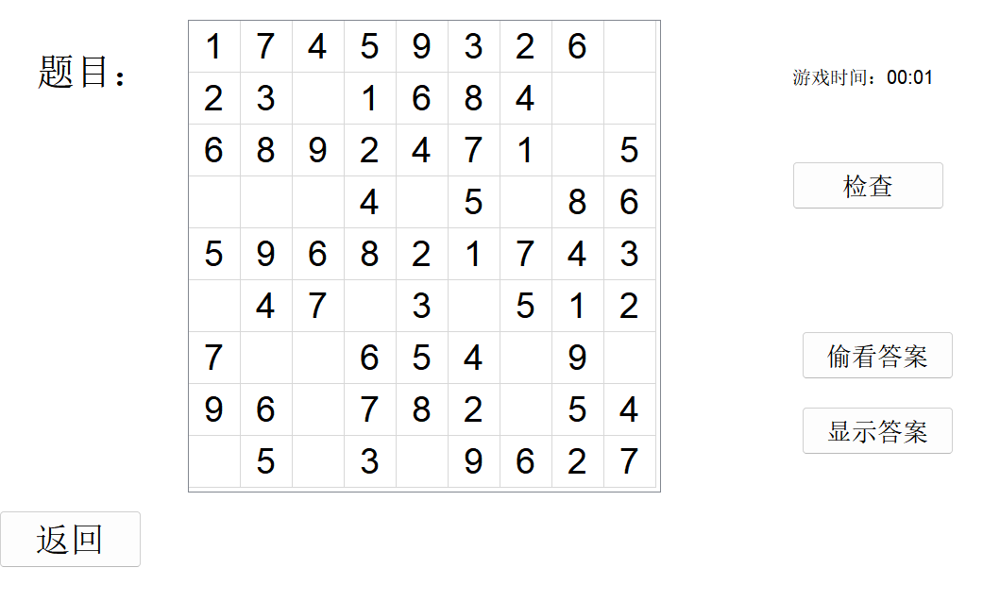 题目：
1 7 4 5 9 3 2 6
2 3 1 6 8 4
6 8 9 2 4 7 1 5
4 5 8 6
5 9 6 8 2 1 7 4 3
4 7 3 5 1 2
7 6 5 4 9
9 6 7 8 2 5 4
5 3 9 6 2 7
游戏时间：00:01
检查
偷看答案
显示答案
返回